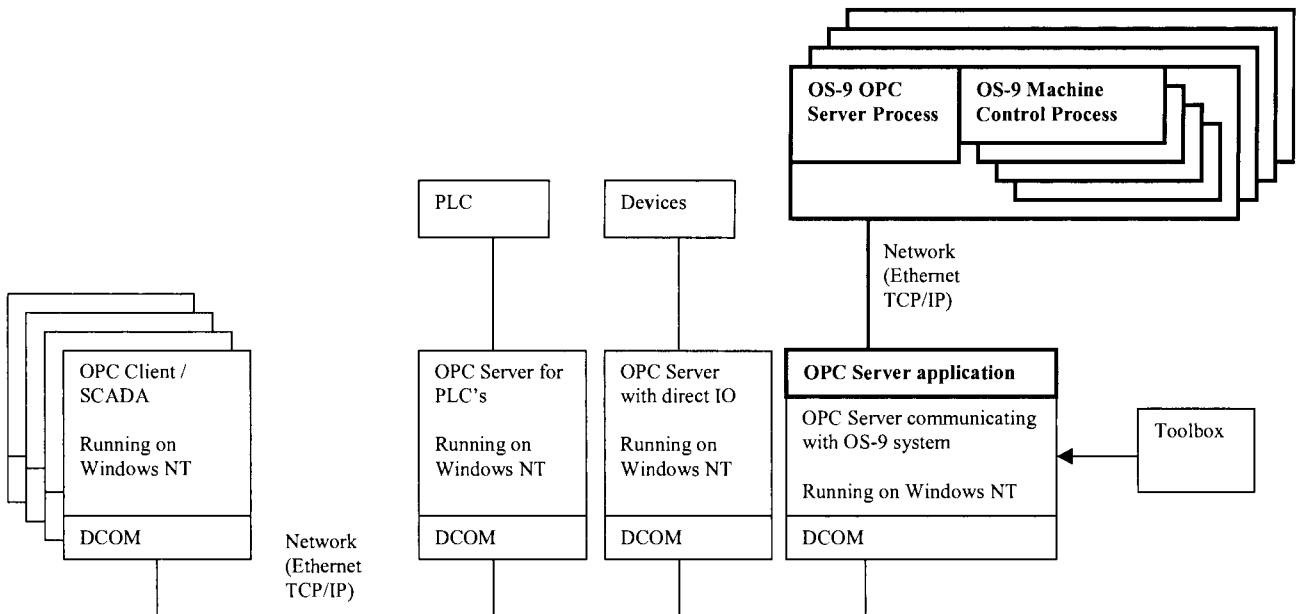 OS-9 OPC
Server Process
OS-9 Machine
Control Process
PLC
Devices
Network
(Ethernet
TCP/IP)
OPC Client /
SCADA
Running on
Windows NT
DCOM
Network
(Ethernet
TCP/IP)
OPC Server for
PLC's
Running on
Windows NT
DCOM
OPC Server
with direct IO
Running on
Windows NT
DCOM
OPC Server application
OPC Server communicating
with OS-9 system
Running on Windows NT
DCOM
Toolbox